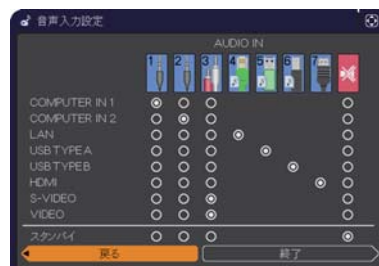 音声入力設定
AUDIO IN
1 2 3 4 5 6 7
COMPUTER IN 1
COMPUTER IN 2
LAN
USB TYPE A
USB TYPE B
HDMI
S-VIDEO
VIDEO
スタンバイ
戻る 終了